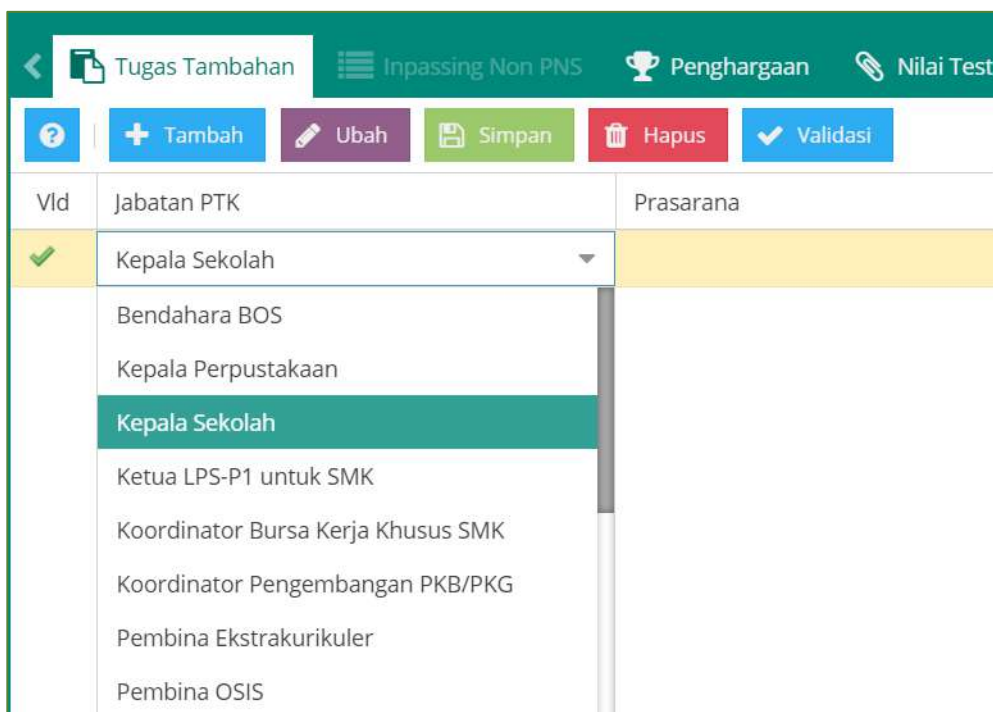 Tugas Tambahan Inpassing Non PNS Penghargaan Nilai Test
Tambah Ubah Simpan Hapus Validasi
Vld Jabatan PTK Prasarana
Kepala Sekolah
Bendahara BOS
Kepala Perpustakaan
Kepala Sekolah
Ketua LPS-P1 untuk SMK
Koordinator Bursa Kerja Khusus SMK
Koordinator Pengembangan PKB/PKG
Pembina Ekstrakurikuler
Pembina OSIS